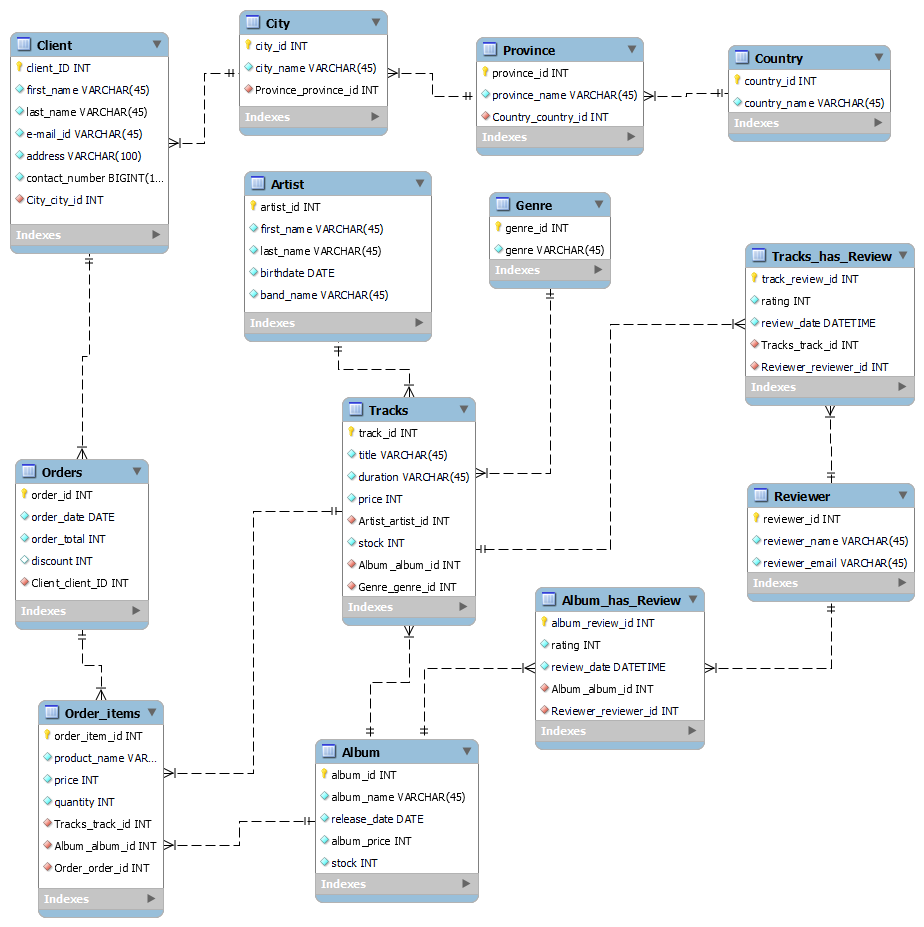 Client
client_ID INT
first_name VARCHAR(45)
last_name VARCHAR(45)
e-mail_id VARCHAR(45)
address VARCHAR(100)
contact_number BIGINT(1...
City_city_id INT
Indexes
City
city_id INT
city_name VARCHAR(45)
Province_province_id INT
Indexes
Province
province_id INT
province_name VARCHAR(45)
Country_country_id INT
Indexes
Country
country_id INT
country_name VARCHAR(45)
Indexes
Artist
artist_id INT
first_name VARCHAR(45)
last_name VARCHAR(45)
birthdate DATE
band_name VARCHAR(45)
Indexes
Genre
genre_id INT
genre VARCHAR(45)
Indexes
Tracks_has_Review
track_review_id INT
rating INT
review_date DATETIME
Tracks_track_id INT
Reviewer_reviewer_id INT
Indexes
Tracks
track_id INT
title VARCHAR(45)
duration VARCHAR(45)
price INT
Artist_artist_id INT
stock INT
Album_album_id INT
Genre_genre_id INT
Indexes
Orders
order_id INT
order_date DATE
order_total INT
discount INT
Client_client_ID INT
Indexes
Reviewer
reviewer_id INT
reviewer_name VARCHAR(45)
reviewer_email VARCHAR(45)
Indexes
Album_has_Review
album_review_id INT
rating INT
review_date DATETIME
Album_album_id INT
Reviewer_reviewer_id INT
Indexes
Order_items
order_item_id INT
product_name VAR...
price INT
quantity INT
Tracks_track_id INT
Album_album_id INT
Order_order_id INT
Indexes
Album
album_id INT
album_name VARCHAR(45)
release_date DATE
album_price INT
stock INT
Indexes